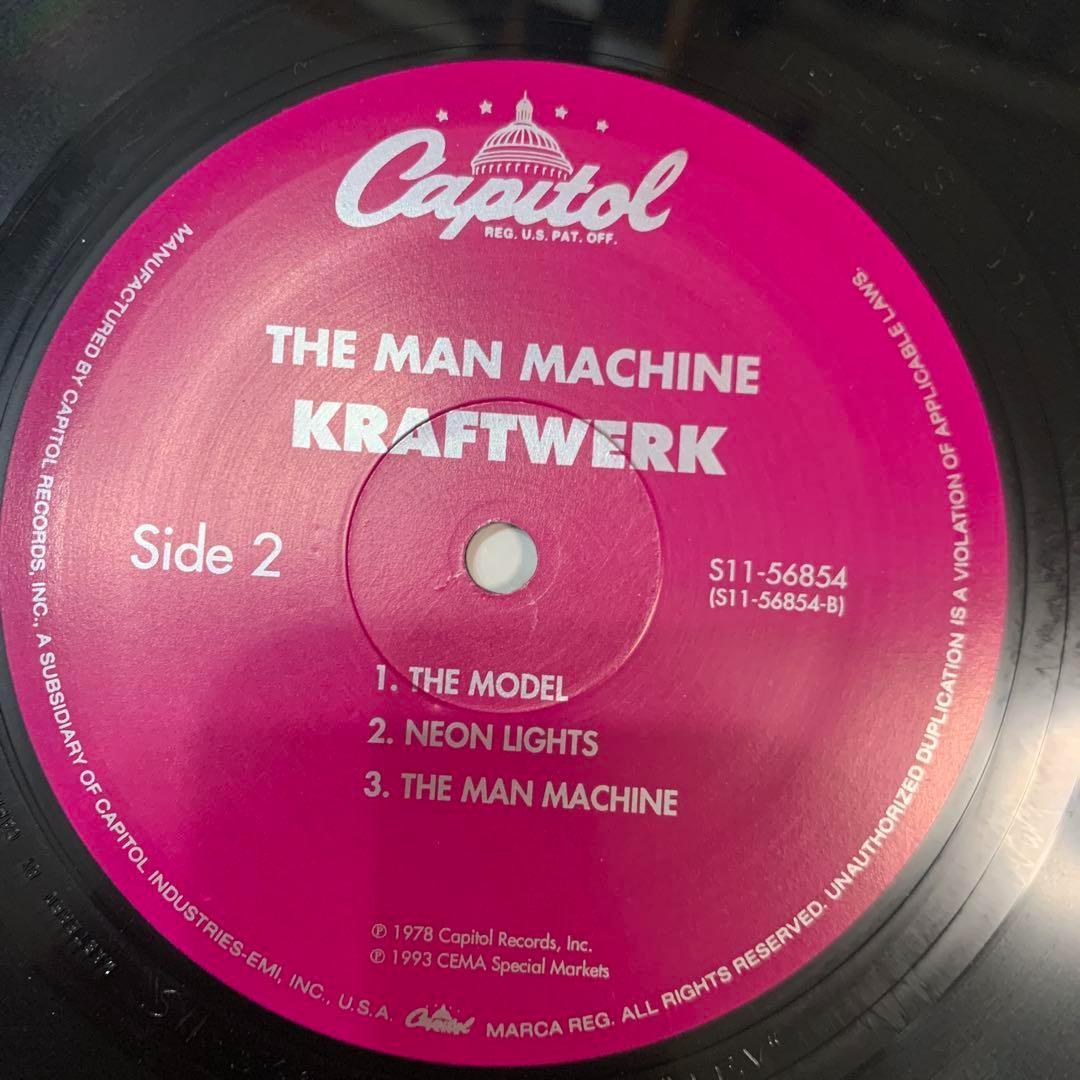 Capitol
REG. U.S. PAT. OFF.
THE MAN MACHINE
KRAFTWERK
Side 2
S11-56854
(S11-56854-B)
1. THE MODEL
2. NEON LIGHTS
3. THE MAN MACHINE
℗ 1978 Capitol Records, Inc.
℗ 1993 CEMA Special Markets
MANUFACTURED BY CAPITOL RECORDS, INC., A SUBSIDIARY OF CAPITOL INDUSTRIES-EMI, INC., U.S.A. Capitol MARCA REG. ALL RIGHTS RESERVED. UNAUTHORIZED DUPLICATION IS A VIOLATION OF APPLICABLE LAWS.
MASTERED BY